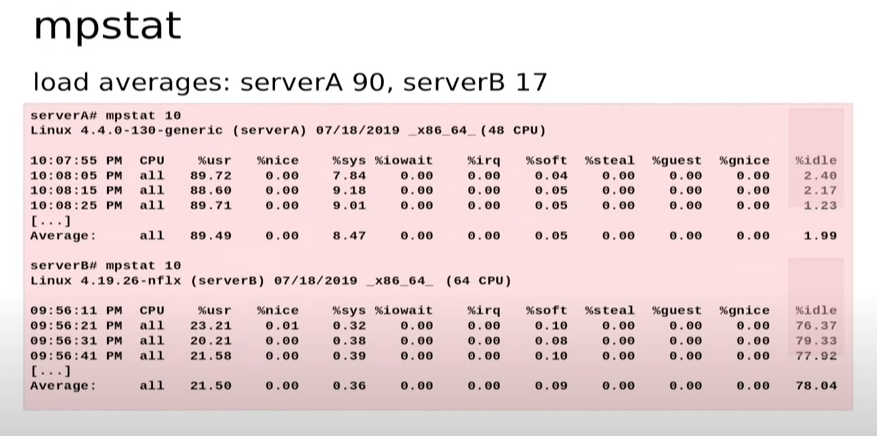 mpstat
load averages: serverA 90, serverB 17
serverA# mpstat 10
Linux 4.4.0-130-generic (serverA) 07/18/2019 _x86_64_ (48 CPU)
10:07:55 PM CPU %usr %nice %sys %iowait %irq %soft %steal %guest %gnice %idle
10:08:05 PM all 89.72 0.00 7.84 0.00 0.00 0.04 0.00 0.00 0.00 2.40
10:08:15 PM all 88.60 0.00 9.18 0.00 0.00 0.05 0.00 0.00 0.00 2.17
10:08:25 PM all 89.71 0.00 9.01 0.00 0.00 0.05 0.00 0.00 0.00 1.23
[...]
Average: all 89.49 0.00 8.47 0.00 0.00 0.05 0.00 0.00 0.00 1.99
serverB# mpstat 10
Linux 4.19.26-nflx (serverB) 07/18/2019 _x86_64_ (64 CPU)
09:56:11 PM CPU %usr %nice %sys %iowait %irq %soft %steal %guest %gnice %idle
09:56:21 PM all 23.21 0.01 0.32 0.00 0.00 0.10 0.00 0.00 0.00 76.37
09:56:31 PM all 20.21 0.00 0.38 0.00 0.00 0.08 0.00 0.00 0.00 79.33
09:56:41 PM all 21.58 0.00 0.39 0.00 0.00 0.10 0.00 0.00 0.00 77.92
[...]
Average: all 21.50 0.00 0.36 0.00 0.00 0.09 0.00 0.00 0.00 78.04